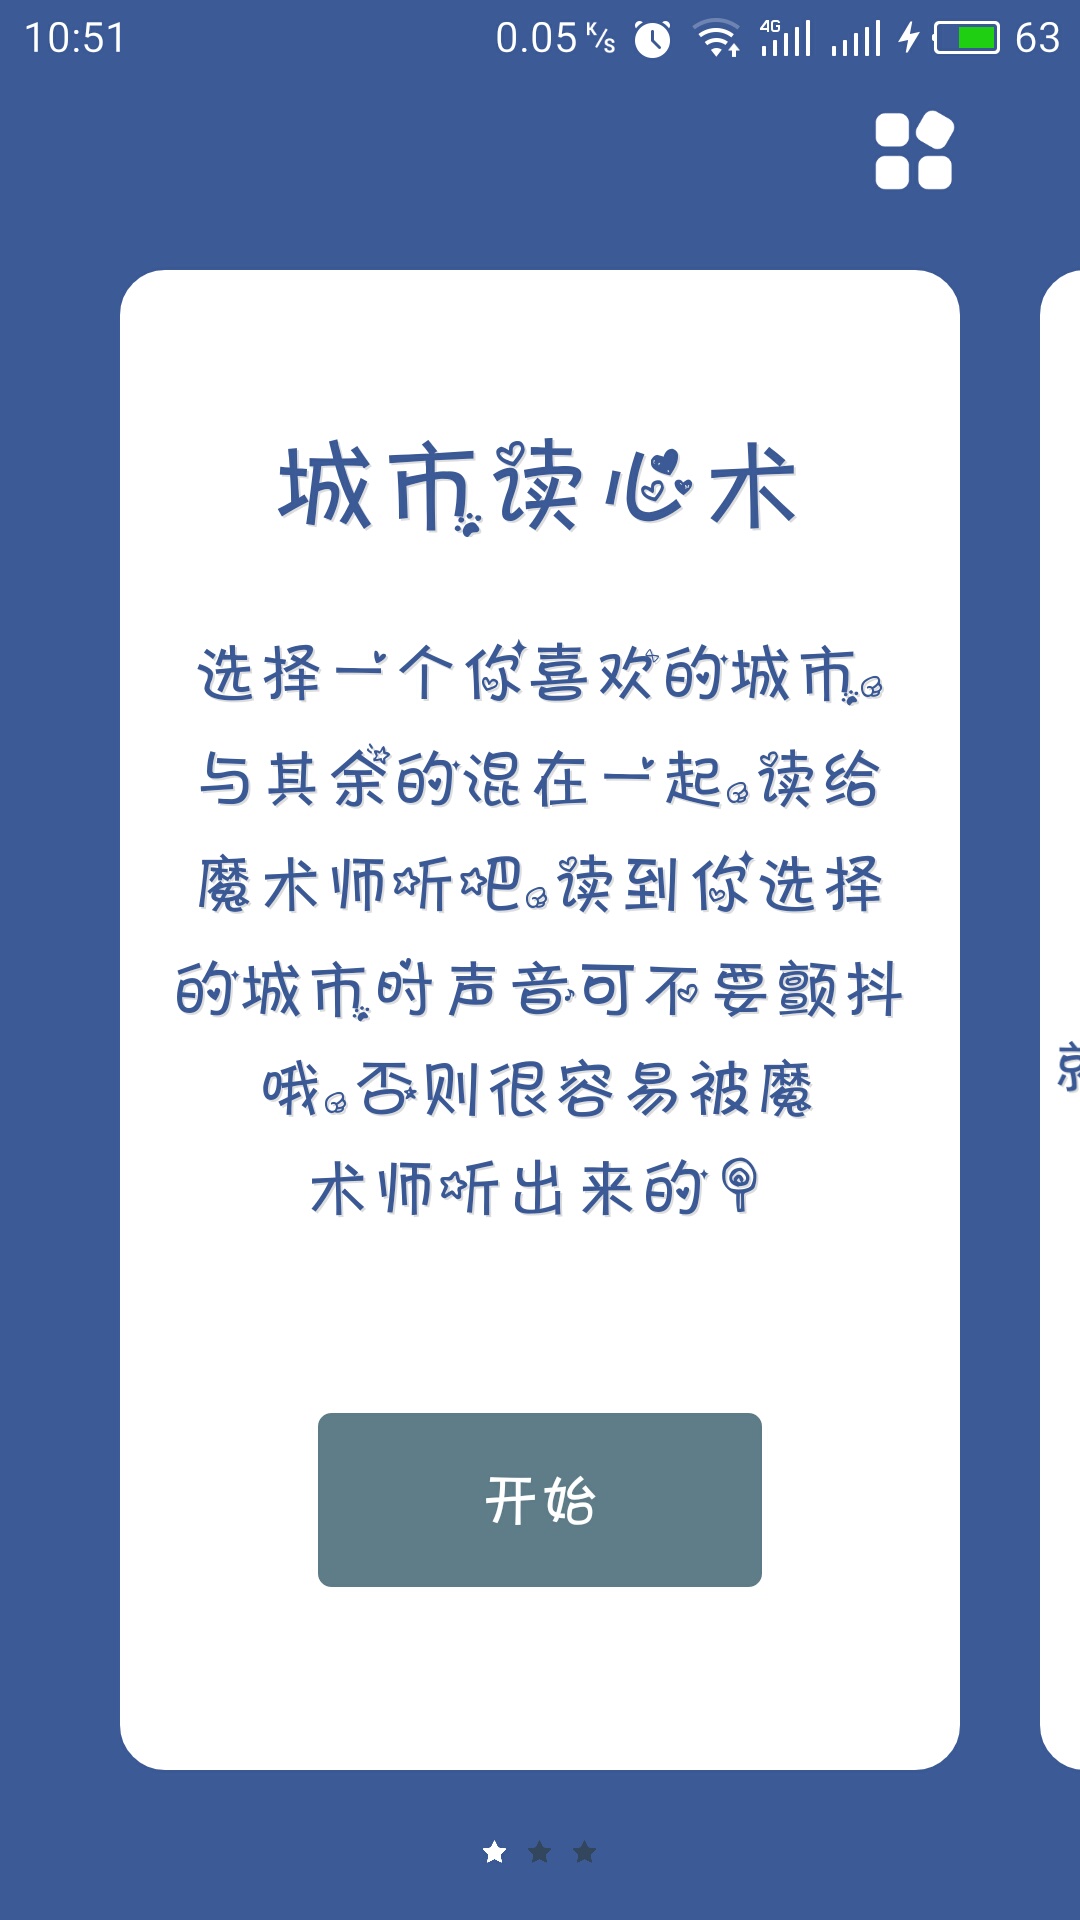 10:51 0.05 K/S 4G 63
城市读心术
选择一个你喜欢的城市，
与其余的混在一起，读给
魔术师听吧，读到你选择
的城市时声音可不要颤抖
哦，否则很容易被魔
术师听出来的！
开始